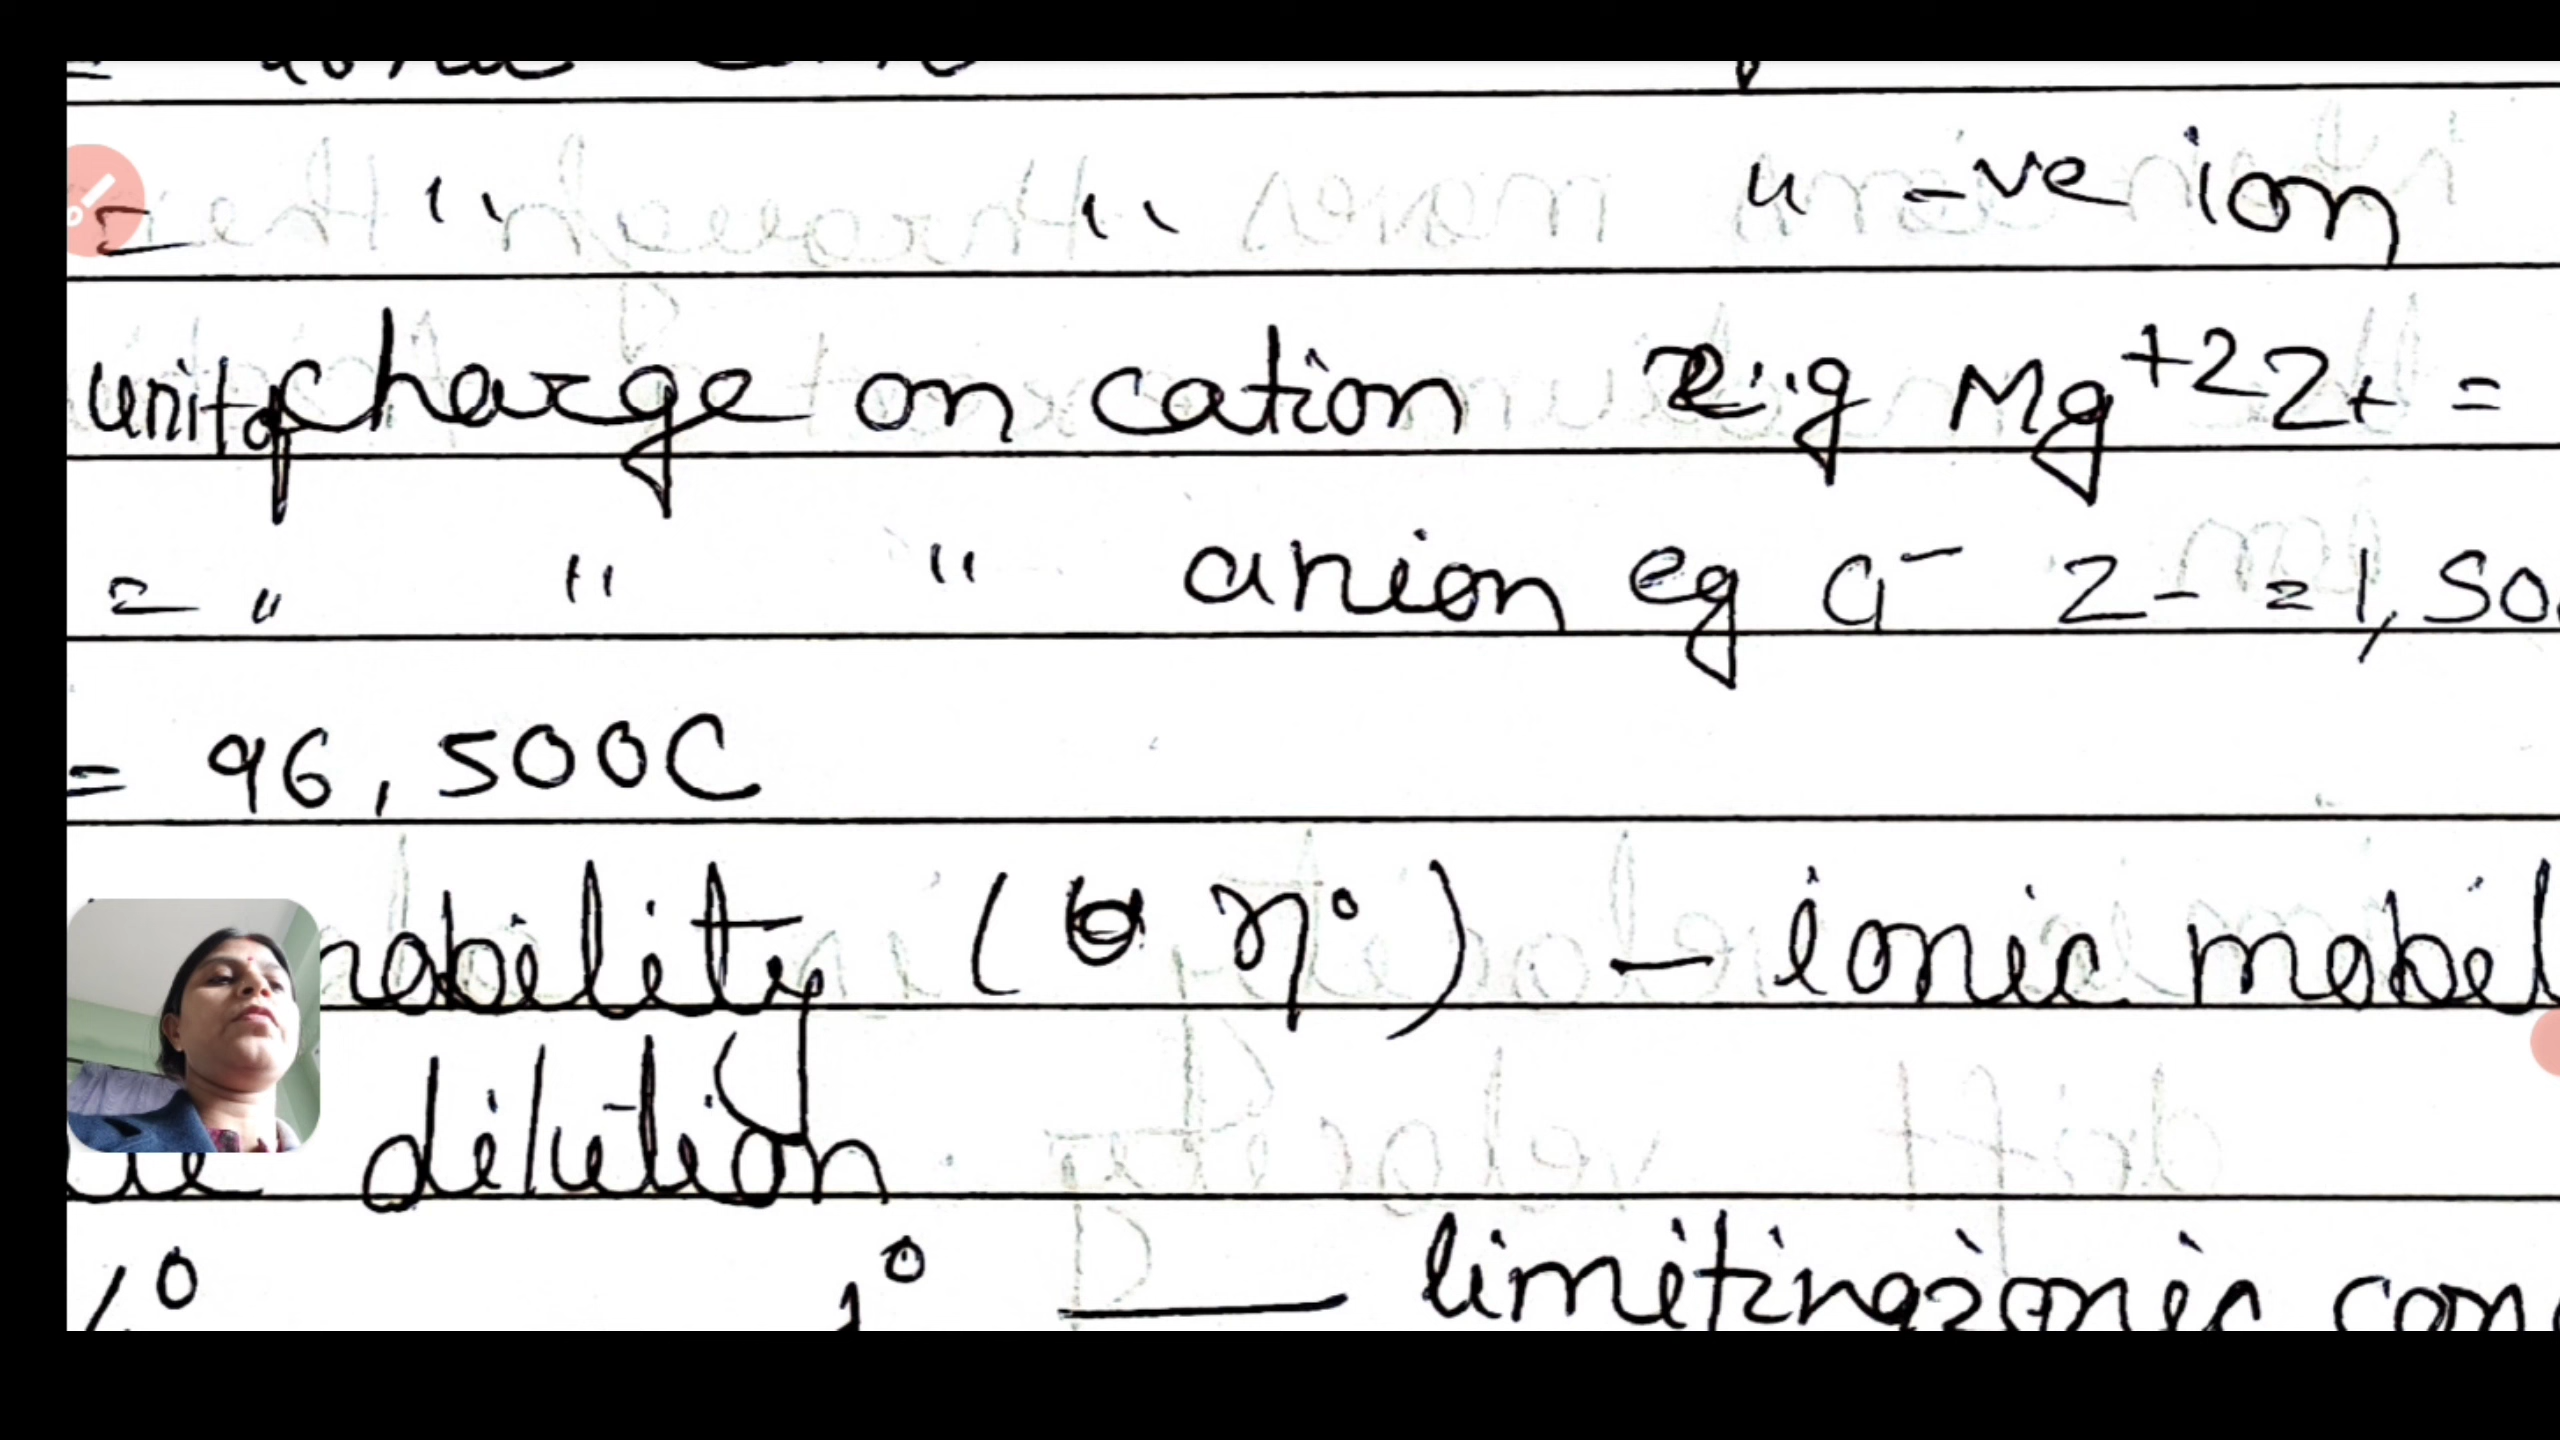 = " " " -ve ion
unit of charge on cation e.g Mg+2 Z+ =
= " " " anion eg Cl- Z- = 1, SO
= 96,500C
mobility ( η° ) - ionic mobil
dilution
limiting ionic con